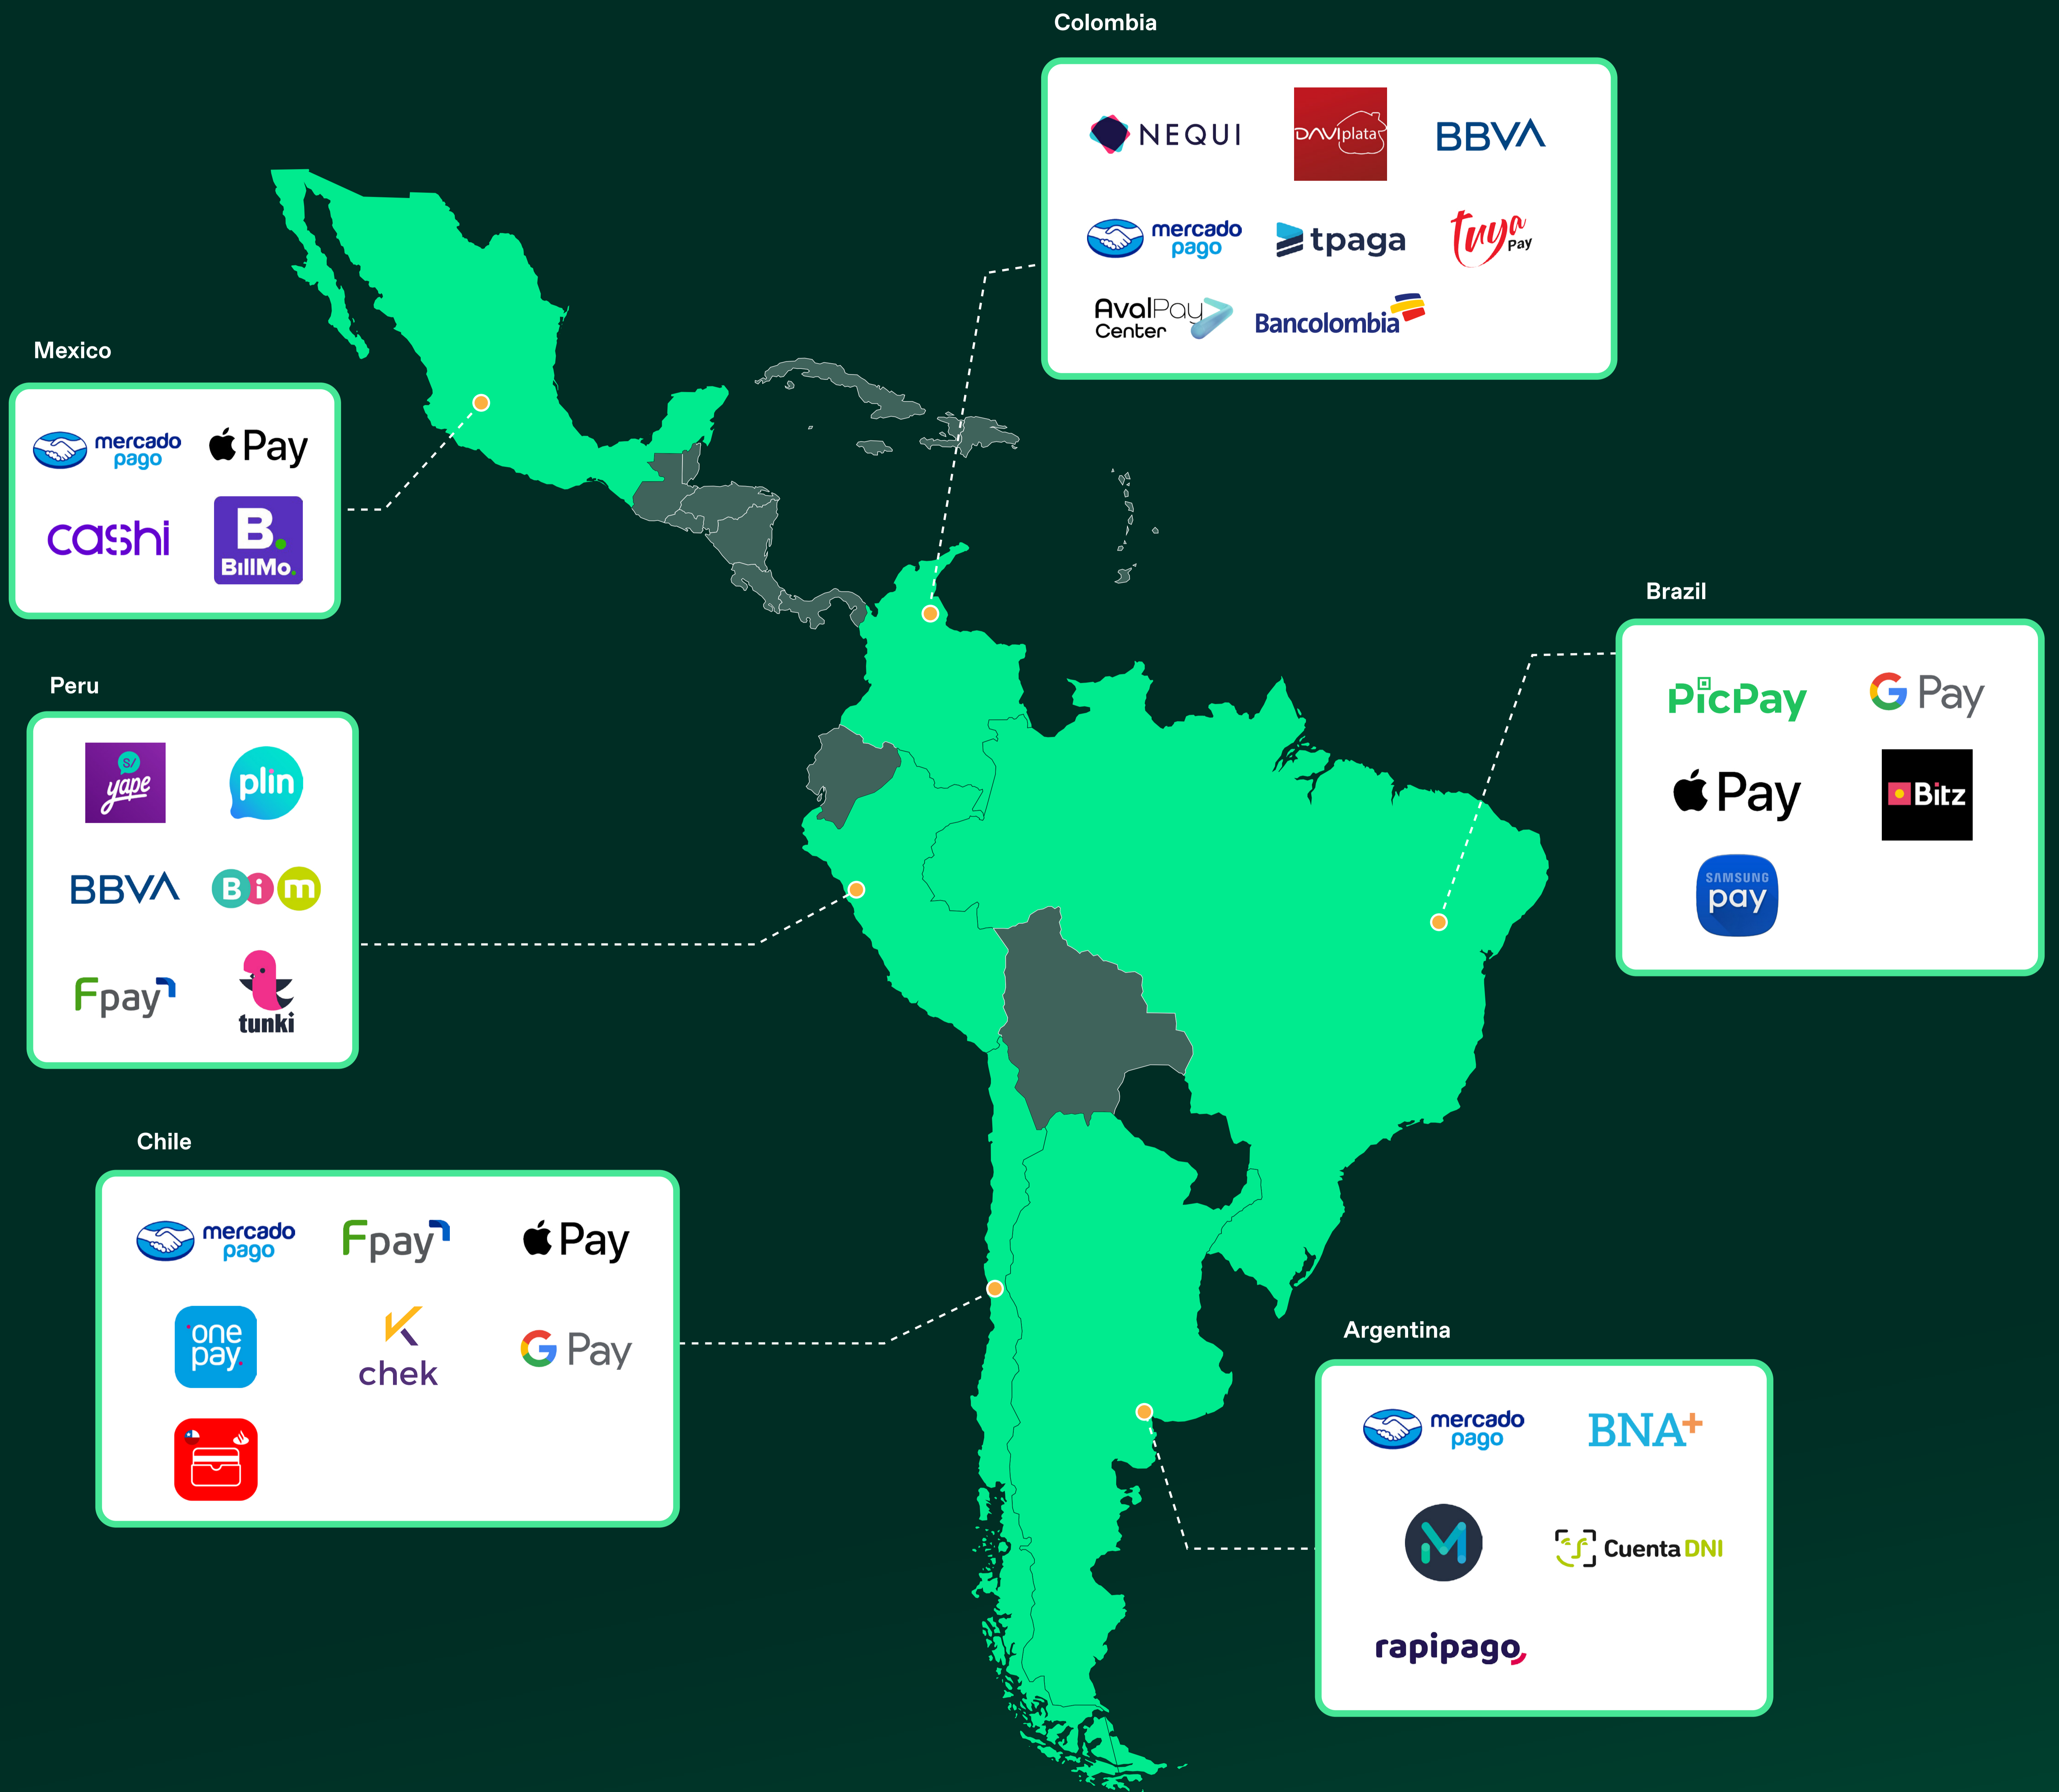 Colombia
NEQUI
DAVIplata
BBVA
mercado
pago
tpaga
tuya
Pay
AvalPay
Center
Bancolombia
Mexico
mercado
pago
Pay
cashi
B.
BillMo.
Brazil
PicPay
G Pay
Pay
Bitz
SAMSUNG
pay
Peru
S/
yape
plin
BBVA
Bim
Fpay
tunki
Chile
mercado
pago
Fpay
Pay
one
pay.
chek
G Pay
Argentina
mercado
pago
BNA+
M
Cuenta DNI
rapipago